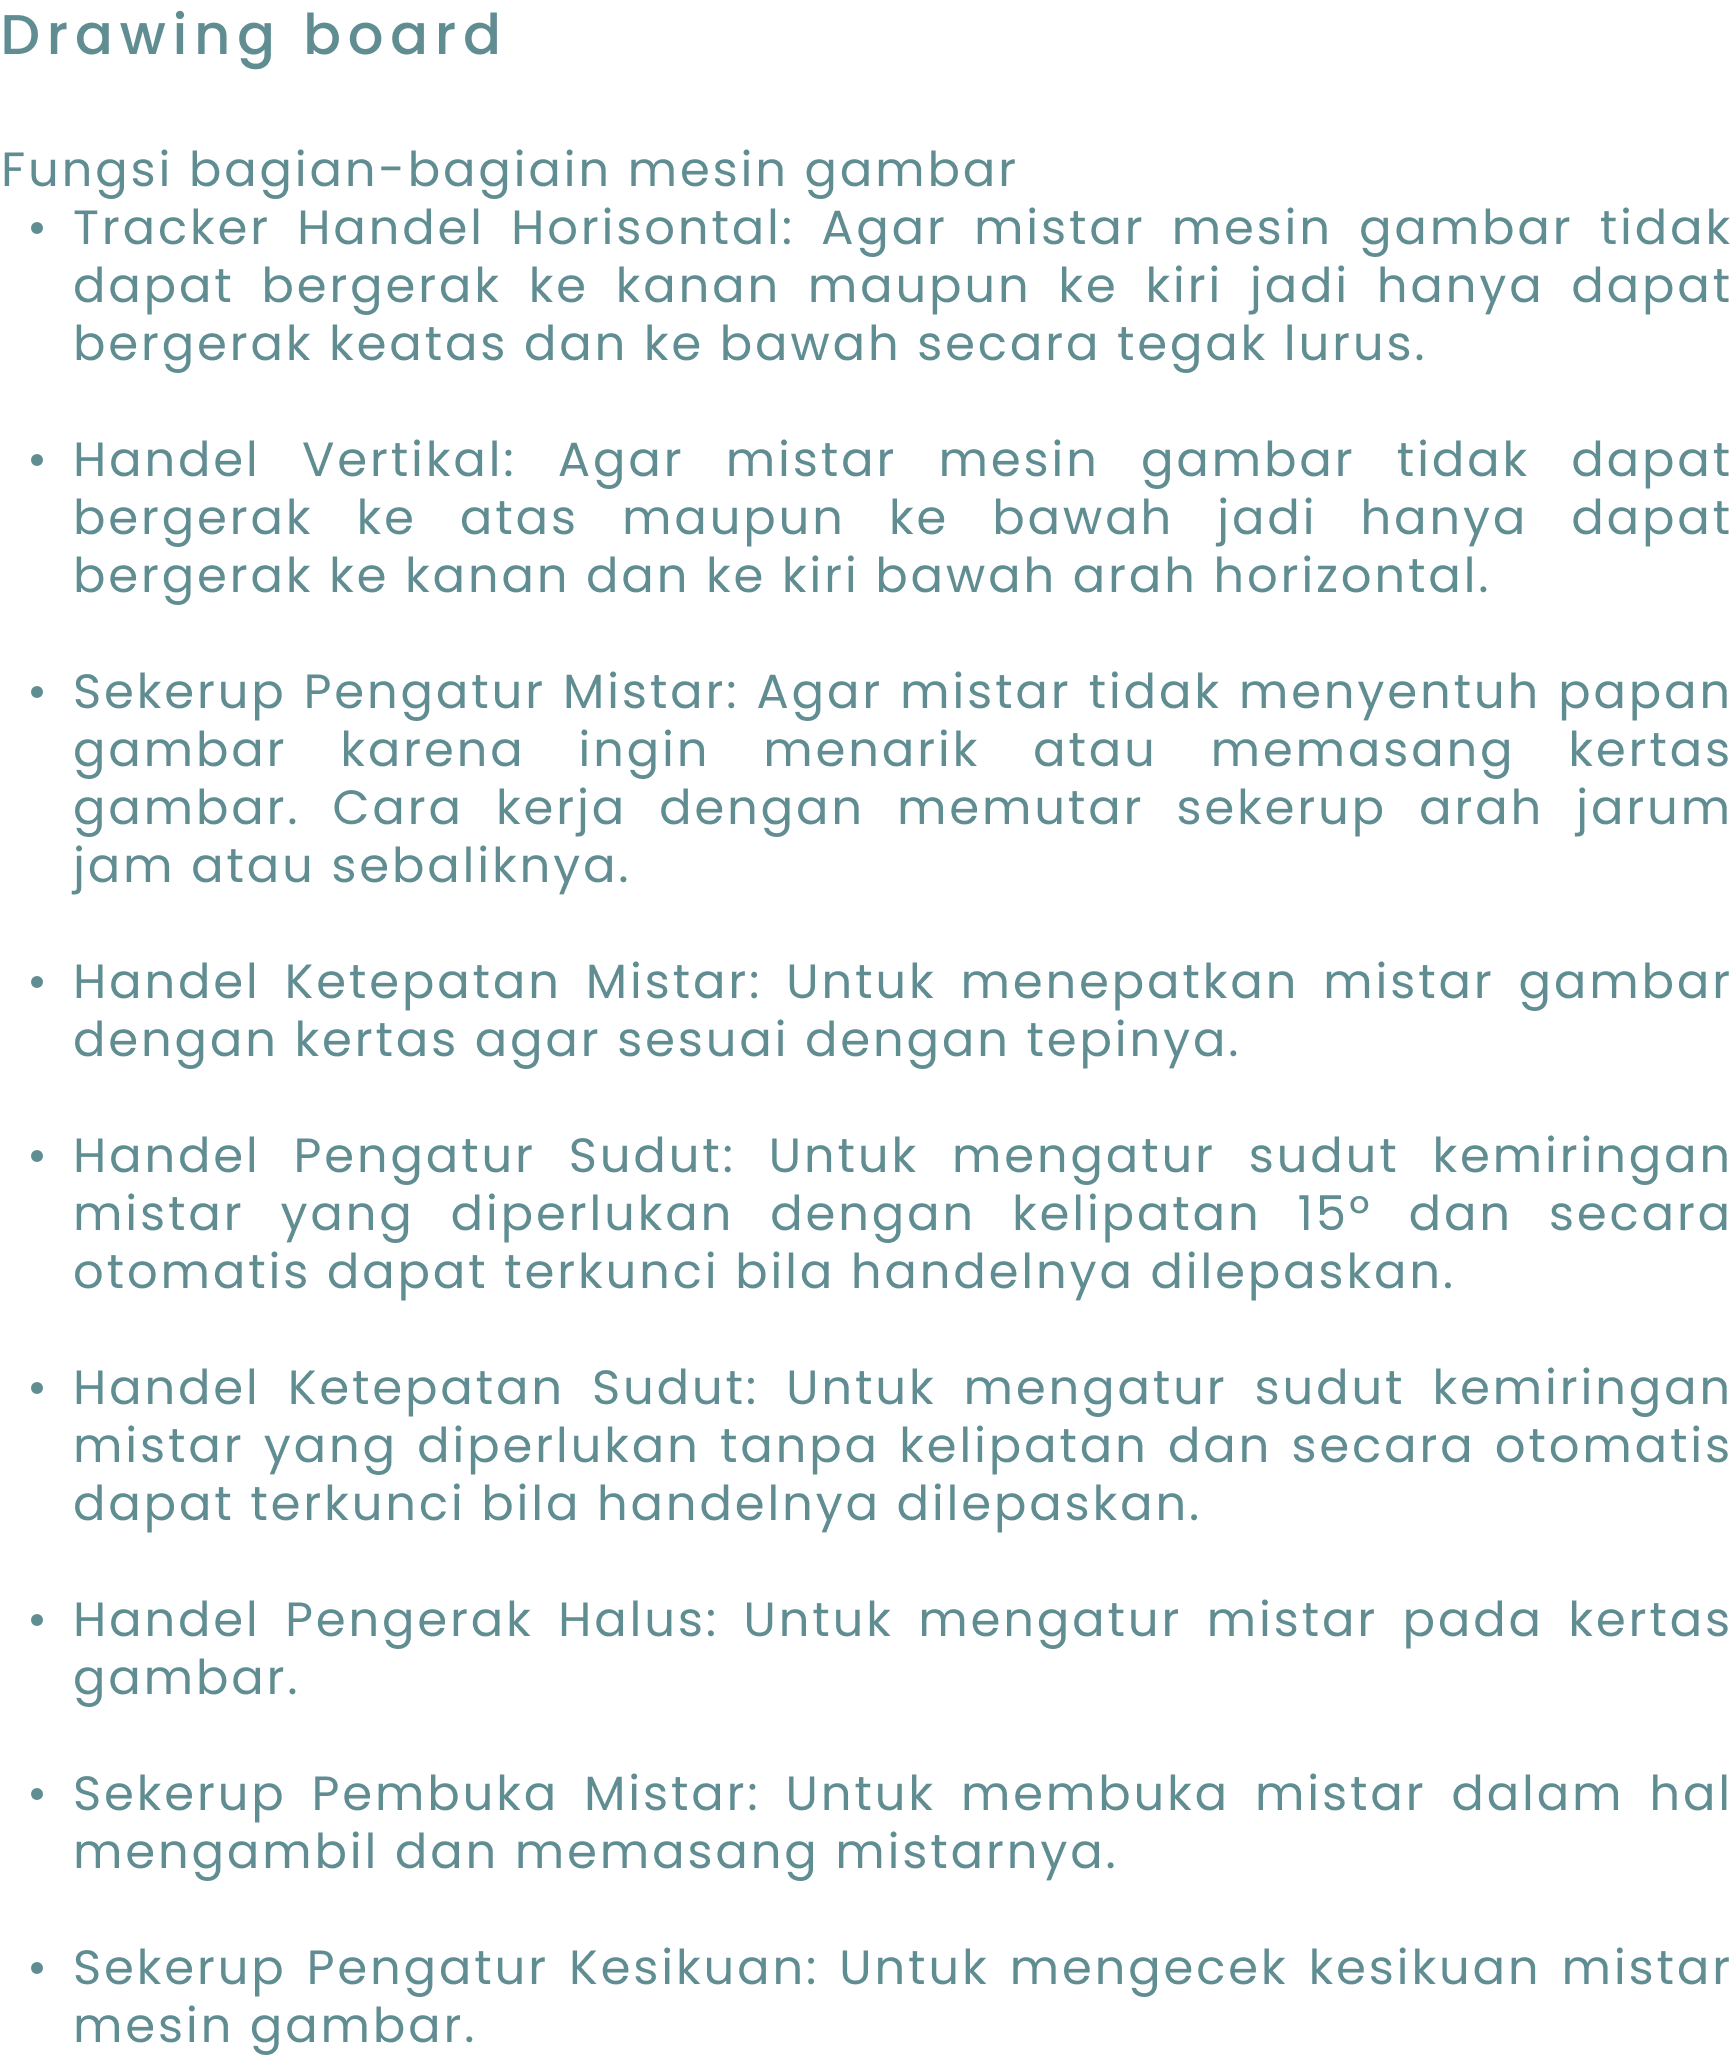 Drawing board
Fungsi bagian-bagiain mesin gambar
• Tracker Handel Horisontal: Agar mistar mesin gambar tidak
dapat bergerak ke kanan maupun ke kiri jadi hanya dapat
bergerak keatas dan ke bawah secara tegak lurus.
• Handel Vertikal: Agar mistar mesin gambar tidak dapat
bergerak ke atas maupun ke bawah jadi hanya dapat
bergerak ke kanan dan ke kiri bawah arah horizontal.
• Sekerup Pengatur Mistar: Agar mistar tidak menyentuh papan
gambar karena ingin menarik atau memasang kertas
gambar. Cara kerja dengan memutar sekerup arah jarum
jam atau sebaliknya.
• Handel Ketepatan Mistar: Untuk menepatkan mistar gambar
dengan kertas agar sesuai dengan tepinya.
• Handel Pengatur Sudut: Untuk mengatur sudut kemiringan
mistar yang diperlukan dengan kelipatan 15º dan secara
otomatis dapat terkunci bila handelnya dilepaskan.
• Handel Ketepatan Sudut: Untuk mengatur sudut kemiringan
mistar yang diperlukan tanpa kelipatan dan secara otomatis
dapat terkunci bila handelnya dilepaskan.
• Handel Pengerak Halus: Untuk mengatur mistar pada kertas
gambar.
• Sekerup Pembuka Mistar: Untuk membuka mistar dalam hal
mengambil dan memasang mistarnya.
• Sekerup Pengatur Kesikuan: Untuk mengecek kesikuan mistar
mesin gambar.